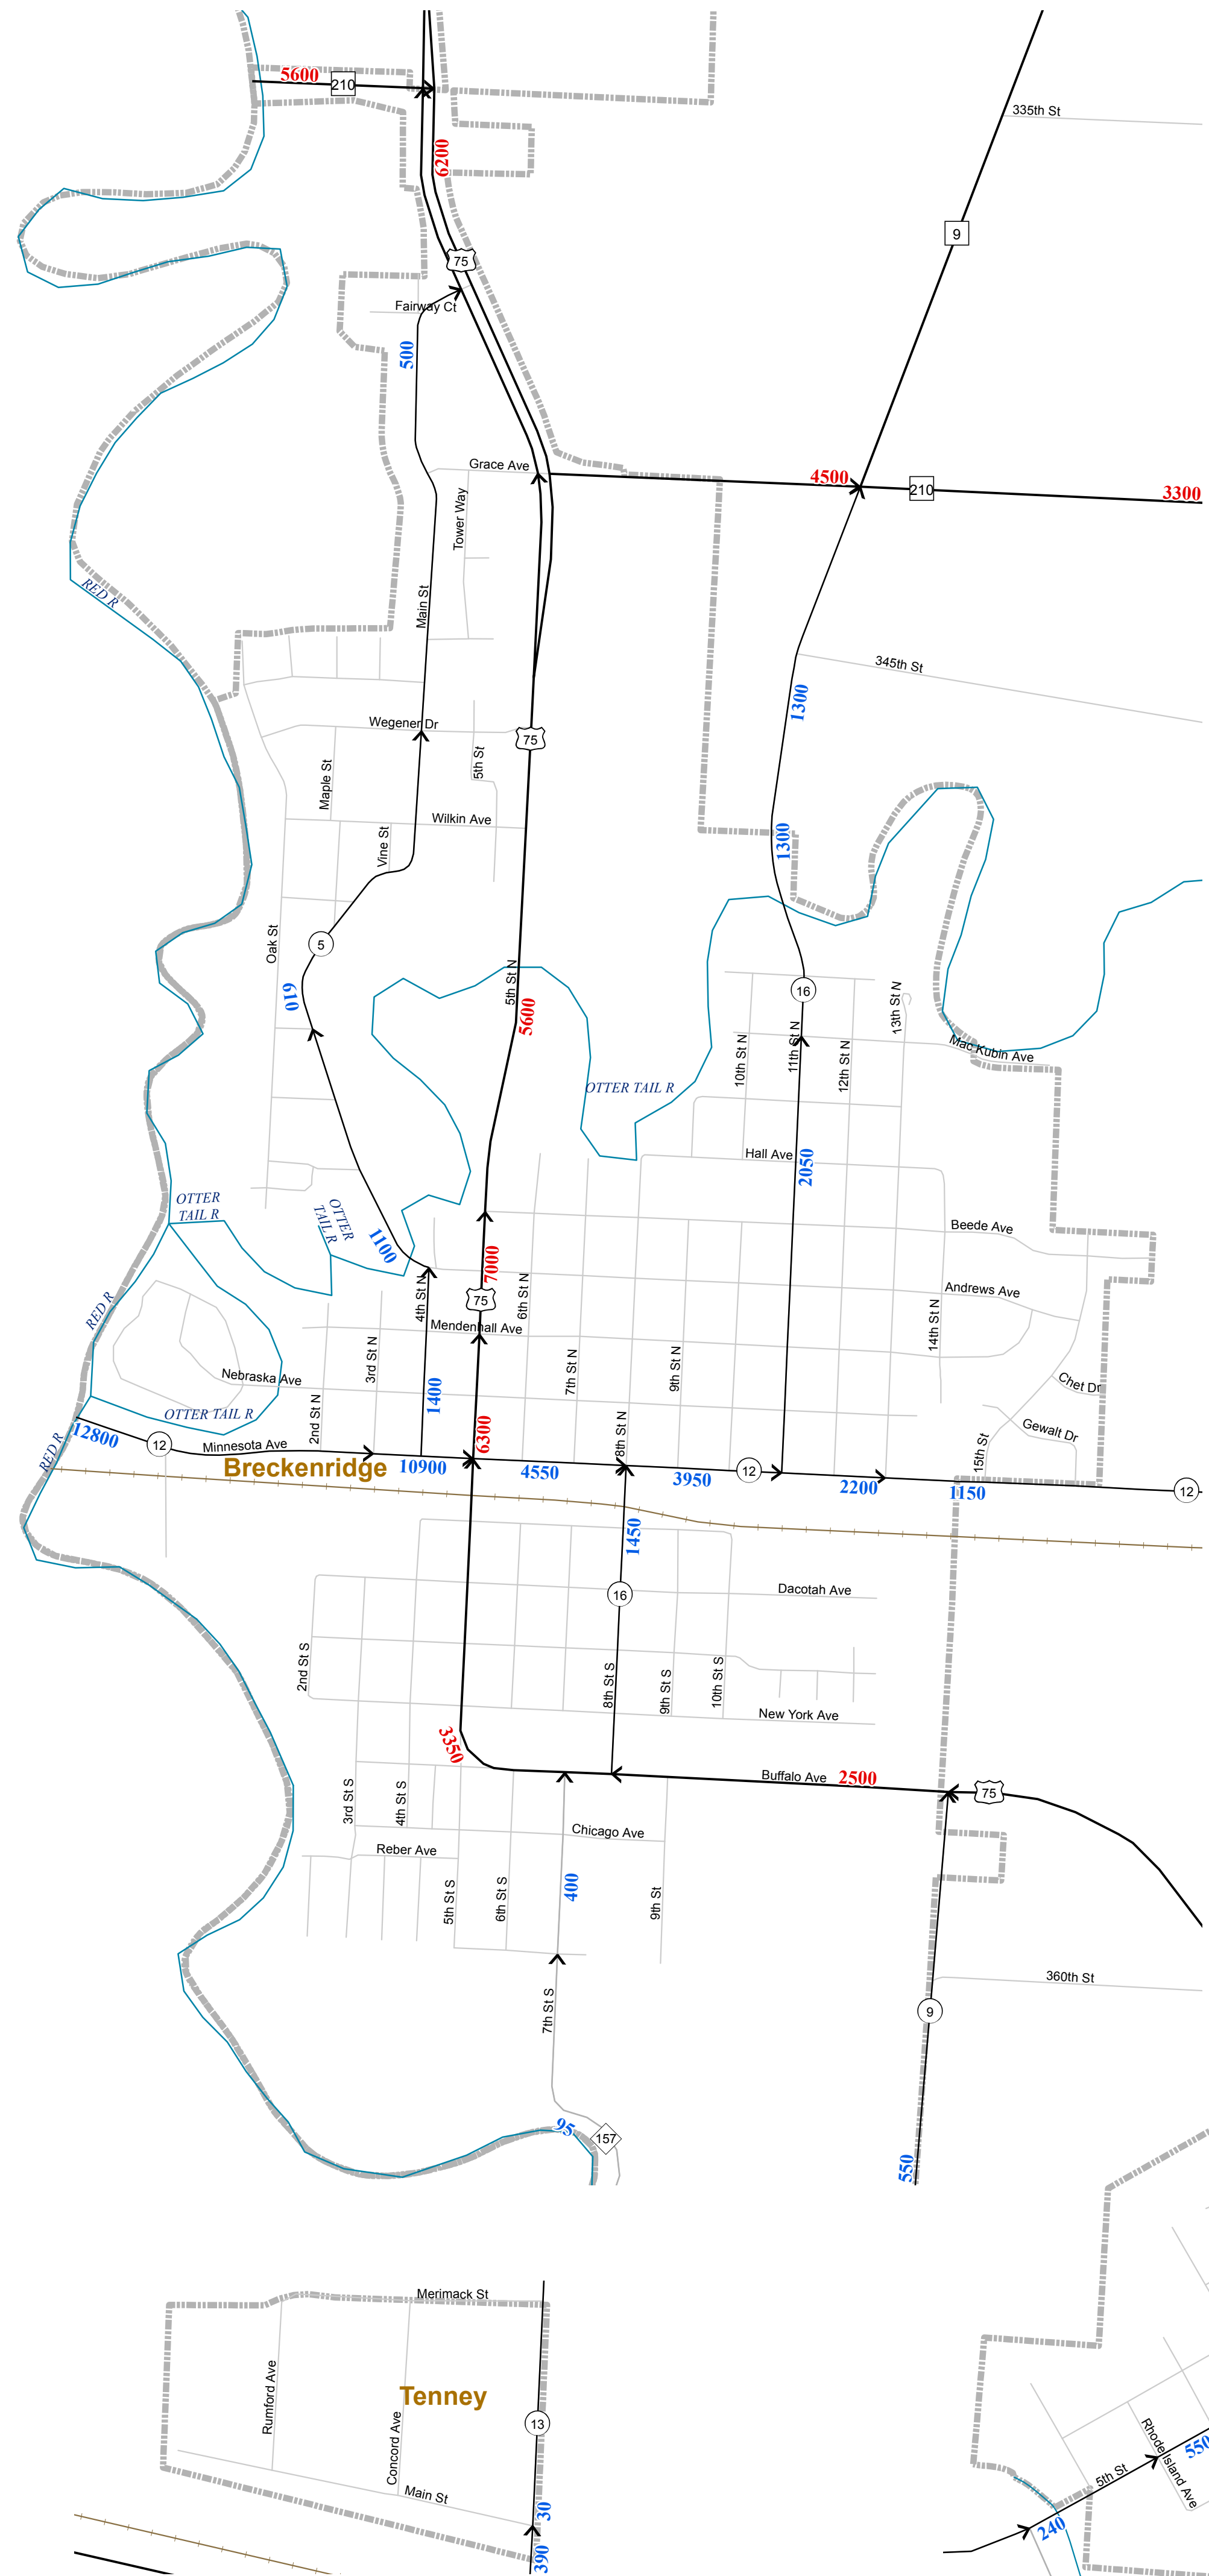 5600
210
335th St
6200
9
75
Fairway Ct
500
Grace Ave
4500
210
3300
Tower Way
RED R
Main St
345th St
1300
Wegener Dr
75
5th St
Maple St
Wilkin Ave
1300
Vine St
Oak St
5
5th St N
16
610
5600
13th St N
11th St N
10th St N
12th St N
Mac Kubin Ave
OTTER TAIL R
Hall Ave
2050
OTTER
TAIL R
OTTER
TAIL R
1100
Beede Ave
7000
4th St N
75
6th St N
Andrews Ave
RED R
Mendenhall Ave
14th St N
3rd St N
7th St N
9th St N
Nebraska Ave
Chet Dr
1400
2nd St N
OTTER TAIL R
12800
12
Minnesota Ave
6300
8th St N
Gewalt Dr
15th St
RED R
Breckenridge
10900
4550
3950
12
2200
1150
12
1450
16
Dacotah Ave
2nd St S
8th St S
9th St S
10th St S
New York Ave
3350
Buffalo Ave
2500
75
3rd St S
4th St S
Chicago Ave
Reber Ave
400
5th St S
6th St S
9th St
360th St
7th St S
9
95
157
550
Merimack St
Rumford Ave
Tenney
Concord Ave
13
Main St
30
390
Rhode Island Ave
550
5th St
240